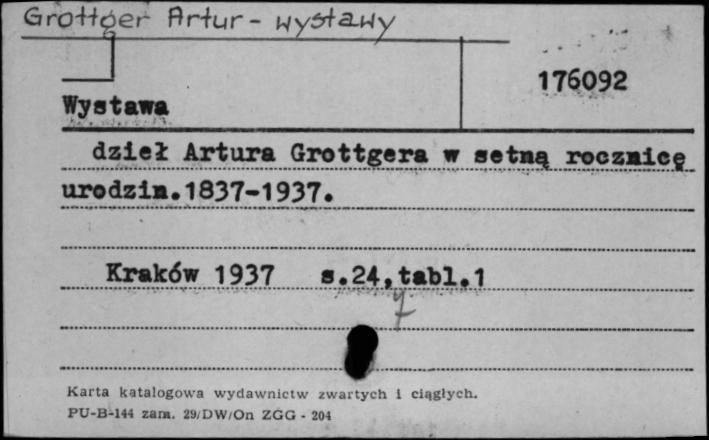 Grottger Artur - wystawy
176092
Wystawa
dzieł Artura Grottgera w setną rocznicę
urodzin.1837-1937.
Kraków 1937 s.24,tabl.1
7
Karta katalogowa wydawnictw zwartych i ciągłych.
PU-B-144 zam. 29/DW/On ZGG - 204